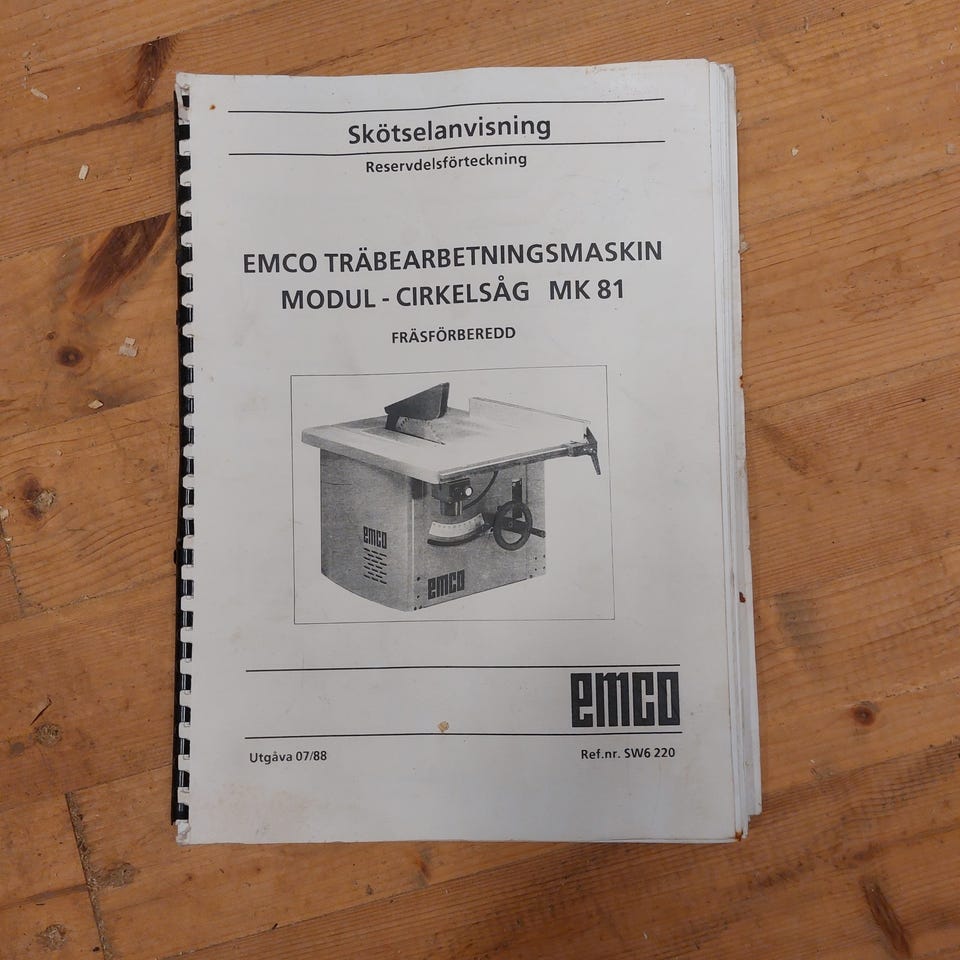 Skötselanvisning
Reservdelsförteckning
EMCO TRÄBEARBETNINGSMASKIN
MODUL - CIRKELSÅG MK 81
FRÄSFÖRBEREDD
emco
emco
emco
Utgåva 07/88
Ref.nr. SW6 220